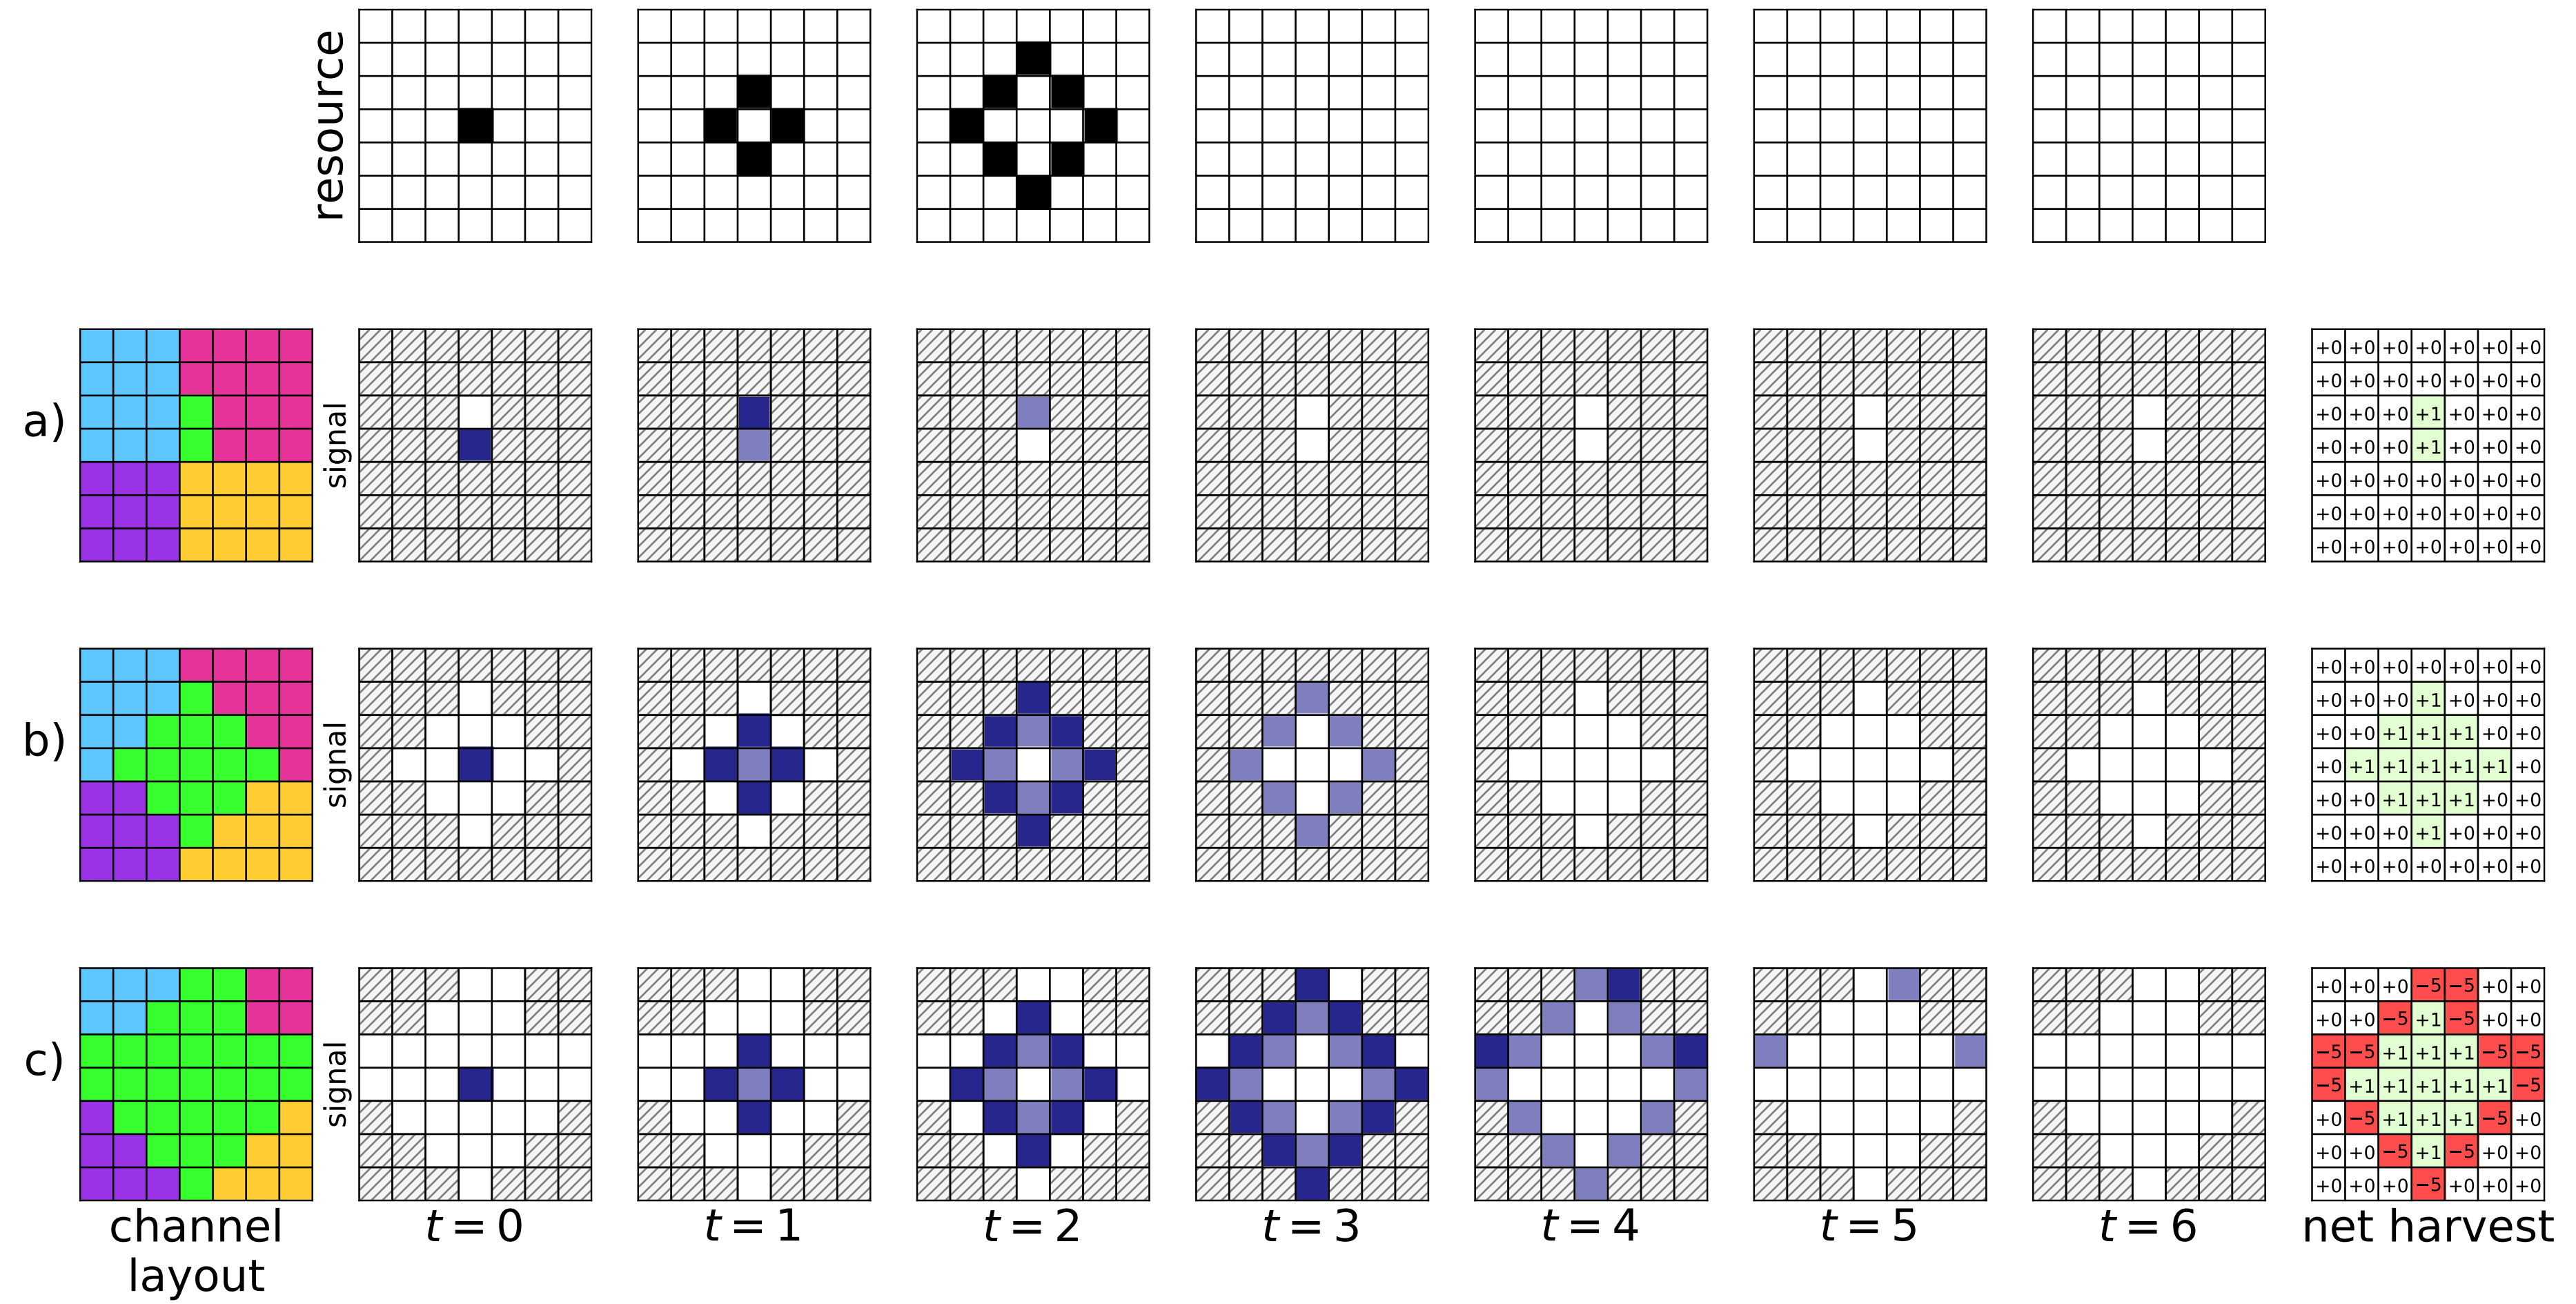 resource
a)
signal
+0 +0 +0 +0 +0 +0 +0
+0 +0 +0 +0 +0 +0 +0
+0 +0 +0 +1 +0 +0 +0
+0 +0 +0 +1 +0 +0 +0
+0 +0 +0 +0 +0 +0 +0
+0 +0 +0 +0 +0 +0 +0
+0 +0 +0 +0 +0 +0 +0
b)
signal
+0 +0 +0 +0 +0 +0 +0
+0 +0 +0 +1 +0 +0 +0
+0 +0 +1 +1 +1 +0 +0
+0 +1 +1 +1 +1 +1 +0
+0 +0 +1 +1 +1 +0 +0
+0 +0 +0 +1 +0 +0 +0
+0 +0 +0 +0 +0 +0 +0
c)
signal
+0 +0 +0 −5 −5 +0 +0
+0 +0 −5 +1 −5 +0 +0
−5 −5 +1 +1 +1 −5 −5
−5 +1 +1 +1 +1 +1 −5
+0 −5 +1 +1 +1 −5 +0
+0 +0 −5 +1 −5 +0 +0
+0 +0 +0 −5 +0 +0 +0
channel
layout
t = 0
t = 1
t = 2
t = 3
t = 4
t = 5
t = 6
net harvest